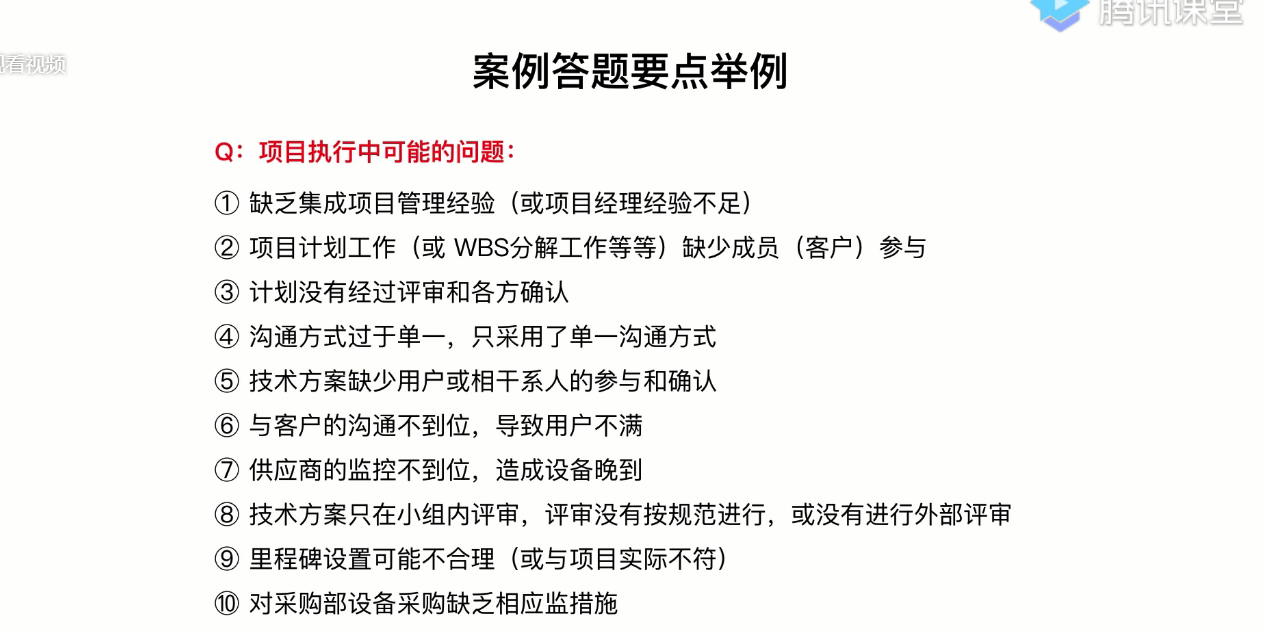 腾讯课堂
看视频
案例答题要点举例
Q：项目执行中可能的问题：
① 缺乏集成项目管理经验（或项目经理经验不足）
② 项目计划工作（或 WBS分解工作等等）缺少成员（客户）参与
③ 计划没有经过评审和各方确认
④ 沟通方式过于单一，只采用了单一沟通方式
⑤ 技术方案缺少用户或相干系人的参与和确认
⑥ 与客户的沟通不到位，导致用户不满
⑦ 供应商的监控不到位，造成设备晚到
⑧ 技术方案只在小组内评审，评审没有按规范进行，或没有进行外部评审
⑨ 里程碑设置可能不合理（或与项目实际不符）
⑩ 对采购部设备采购缺乏相应监措施